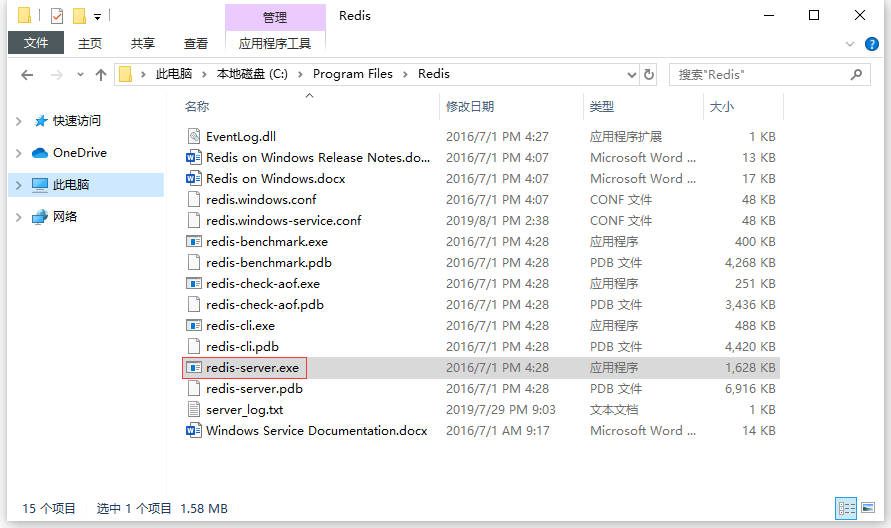 管理
Redis
文件 主页 共享 查看 应用程序工具
此电脑 本地磁盘 (C:) Program Files Redis
搜索"Redis"
快速访问
OneDrive
此电脑
网络
名称 修改日期 类型 大小
EventLog.dll 2016/7/1 PM 4:27 应用程序扩展 1 KB
Redis on Windows Release Notes.do... 2016/7/1 PM 4:07 Microsoft Word ... 13 KB
Redis on Windows.docx 2016/7/1 PM 4:07 Microsoft Word ... 17 KB
redis.windows.conf 2016/7/1 PM 4:07 CONF 文件 48 KB
redis.windows-service.conf 2019/8/1 PM 2:38 CONF 文件 48 KB
redis-benchmark.exe 2016/7/1 PM 4:28 应用程序 400 KB
redis-benchmark.pdb 2016/7/1 PM 4:28 PDB 文件 4,268 KB
redis-check-aof.exe 2016/7/1 PM 4:28 应用程序 251 KB
redis-check-aof.pdb 2016/7/1 PM 4:28 PDB 文件 3,436 KB
redis-cli.exe 2016/7/1 PM 4:28 应用程序 488 KB
redis-cli.pdb 2016/7/1 PM 4:28 PDB 文件 4,420 KB
redis-server.exe 2016/7/1 PM 4:28 应用程序 1,628 KB
redis-server.pdb 2016/7/1 PM 4:28 PDB 文件 6,916 KB
server_log.txt 2019/7/29 PM 9:03 文本文档 1 KB
Windows Service Documentation.docx 2016/7/1 AM 9:17 Microsoft Word ... 14 KB
15 个项目 选中 1 个项目 1.58 MB